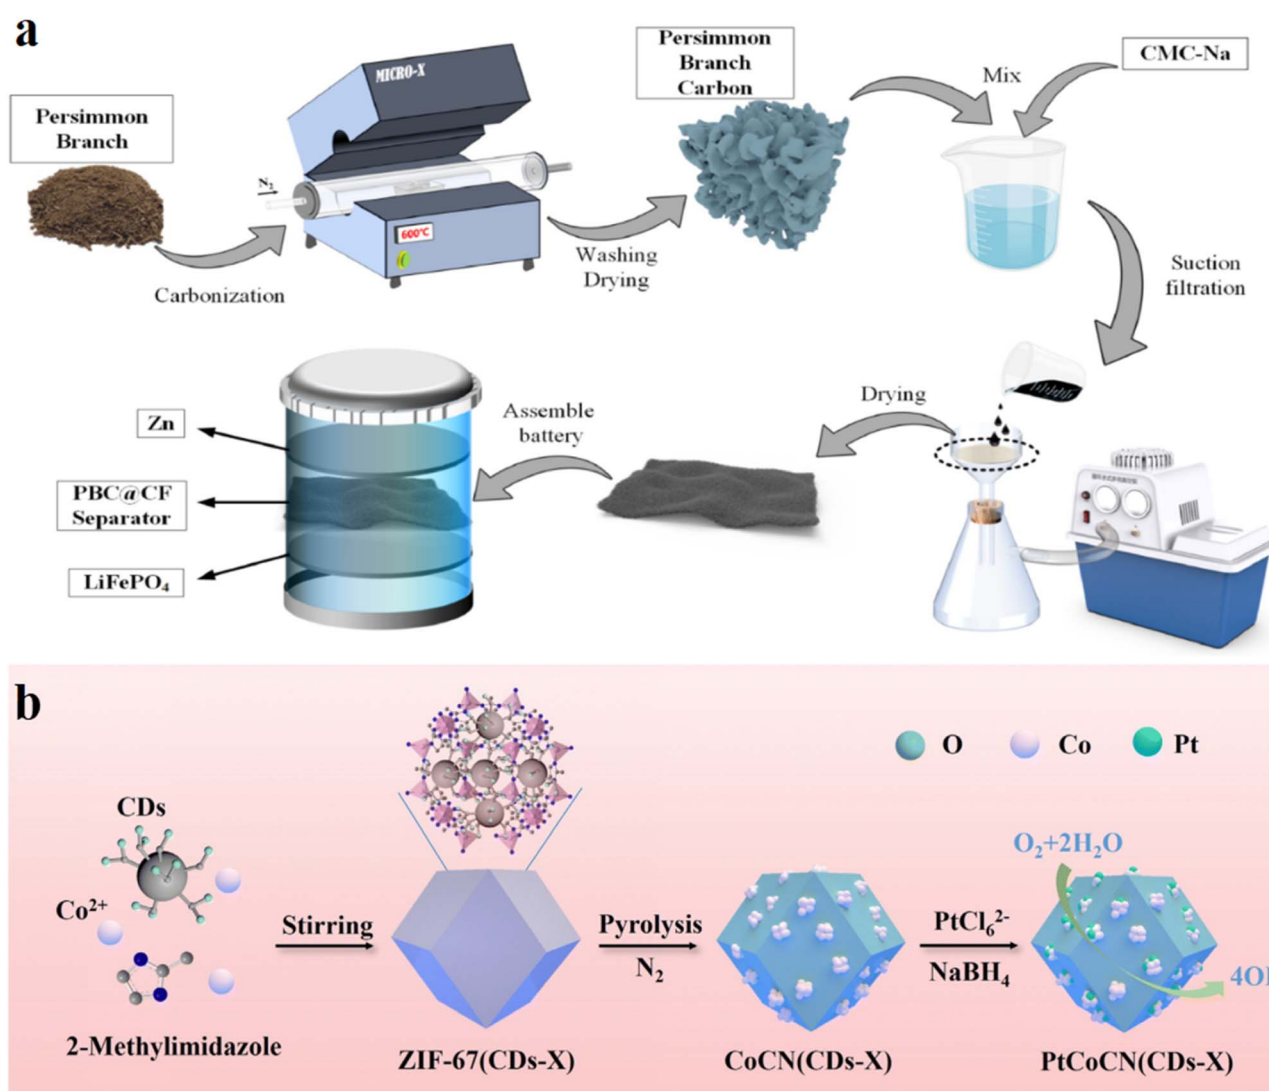 a
Persimmon
Branch
MICRO-X
N₂
600℃
Carbonization
Washing
Drying
Persimmon
Branch
Carbon
Mix
CMC-Na
Suction
filtration
Drying
Assemble
battery
Zn
PBC@CF
Separator
LiFePO₄
b
O
Co
Pt
CDs
Co²⁺
2-Methylimidazole
Stirring
ZIF-67(CDs-X)
Pyrolysis
N₂
CoCN(CDs-X)
PtCl₆²⁻
NaBH₄
O₂+2H₂O
4OH
PtCoCN(CDs-X)